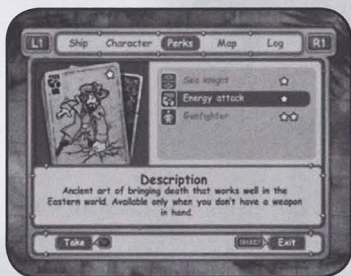 L1 Ship Character Perks Map Log R1
Sea knight
Energy attack
Gunfighter
Description
Ancient art of bringing death that works well in the
Eastern world. Available only when you don't have a weapon
in hand.
Take SELECT Exit